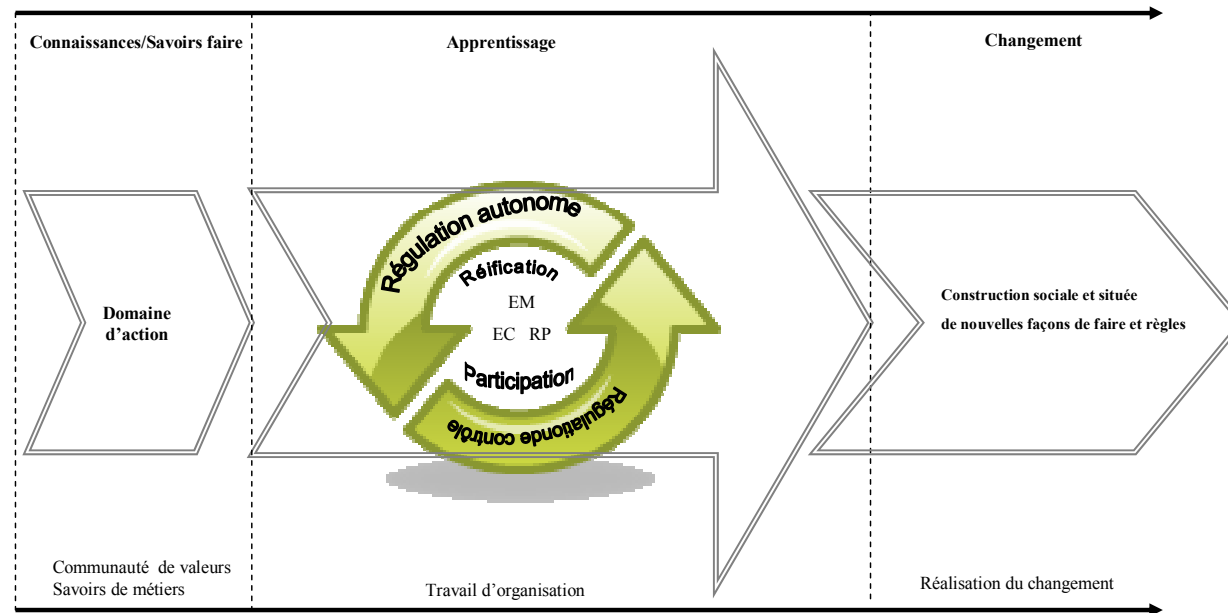 Connaissances/Savoirs faire
Apprentissage
Changement
Régulation autonome
Réification
EM
EC RP
Participation
Régulationde contrôle
Domaine
d’action
Construction sociale et située
de nouvelles façons de faire et règles
Communauté de valeurs
Savoirs de métiers
Travail d’organisation
Réalisation du changement